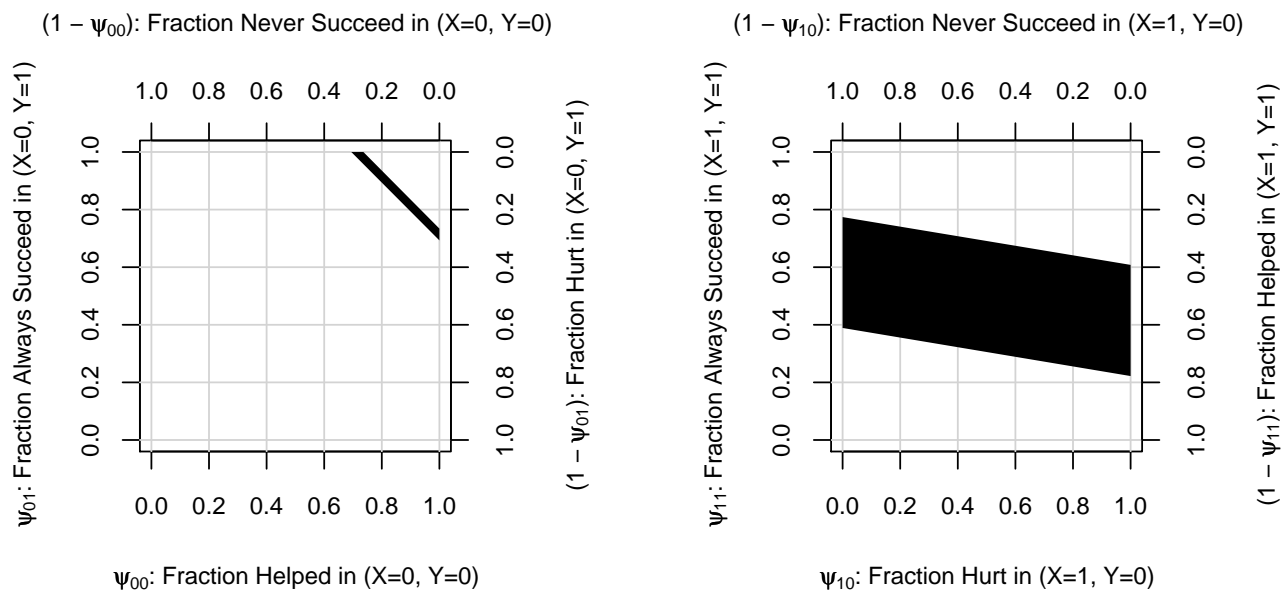 (1 − ψ00): Fraction Never Succeed in (X=0, Y=0)
1.0 0.8 0.6 0.4 0.2 0.0
ψ01: Fraction Always Succeed in (X=0, Y=1)
1.0
0.8
0.6
0.4
0.2
0.0
0.0
0.2
0.4
0.6
0.8
1.0
(1 − ψ01): Fraction Hurt in (X=0, Y=1)
0.0 0.2 0.4 0.6 0.8 1.0
ψ00: Fraction Helped in (X=0, Y=0)
(1 − ψ10): Fraction Never Succeed in (X=1, Y=0)
1.0 0.8 0.6 0.4 0.2 0.0
ψ11: Fraction Always Succeed in (X=1, Y=1)
1.0
0.8
0.6
0.4
0.2
0.0
0.0
0.2
0.4
0.6
0.8
1.0
(1 − ψ11): Fraction Helped in (X=1, Y=1)
0.0 0.2 0.4 0.6 0.8 1.0
ψ10: Fraction Hurt in (X=1, Y=0)